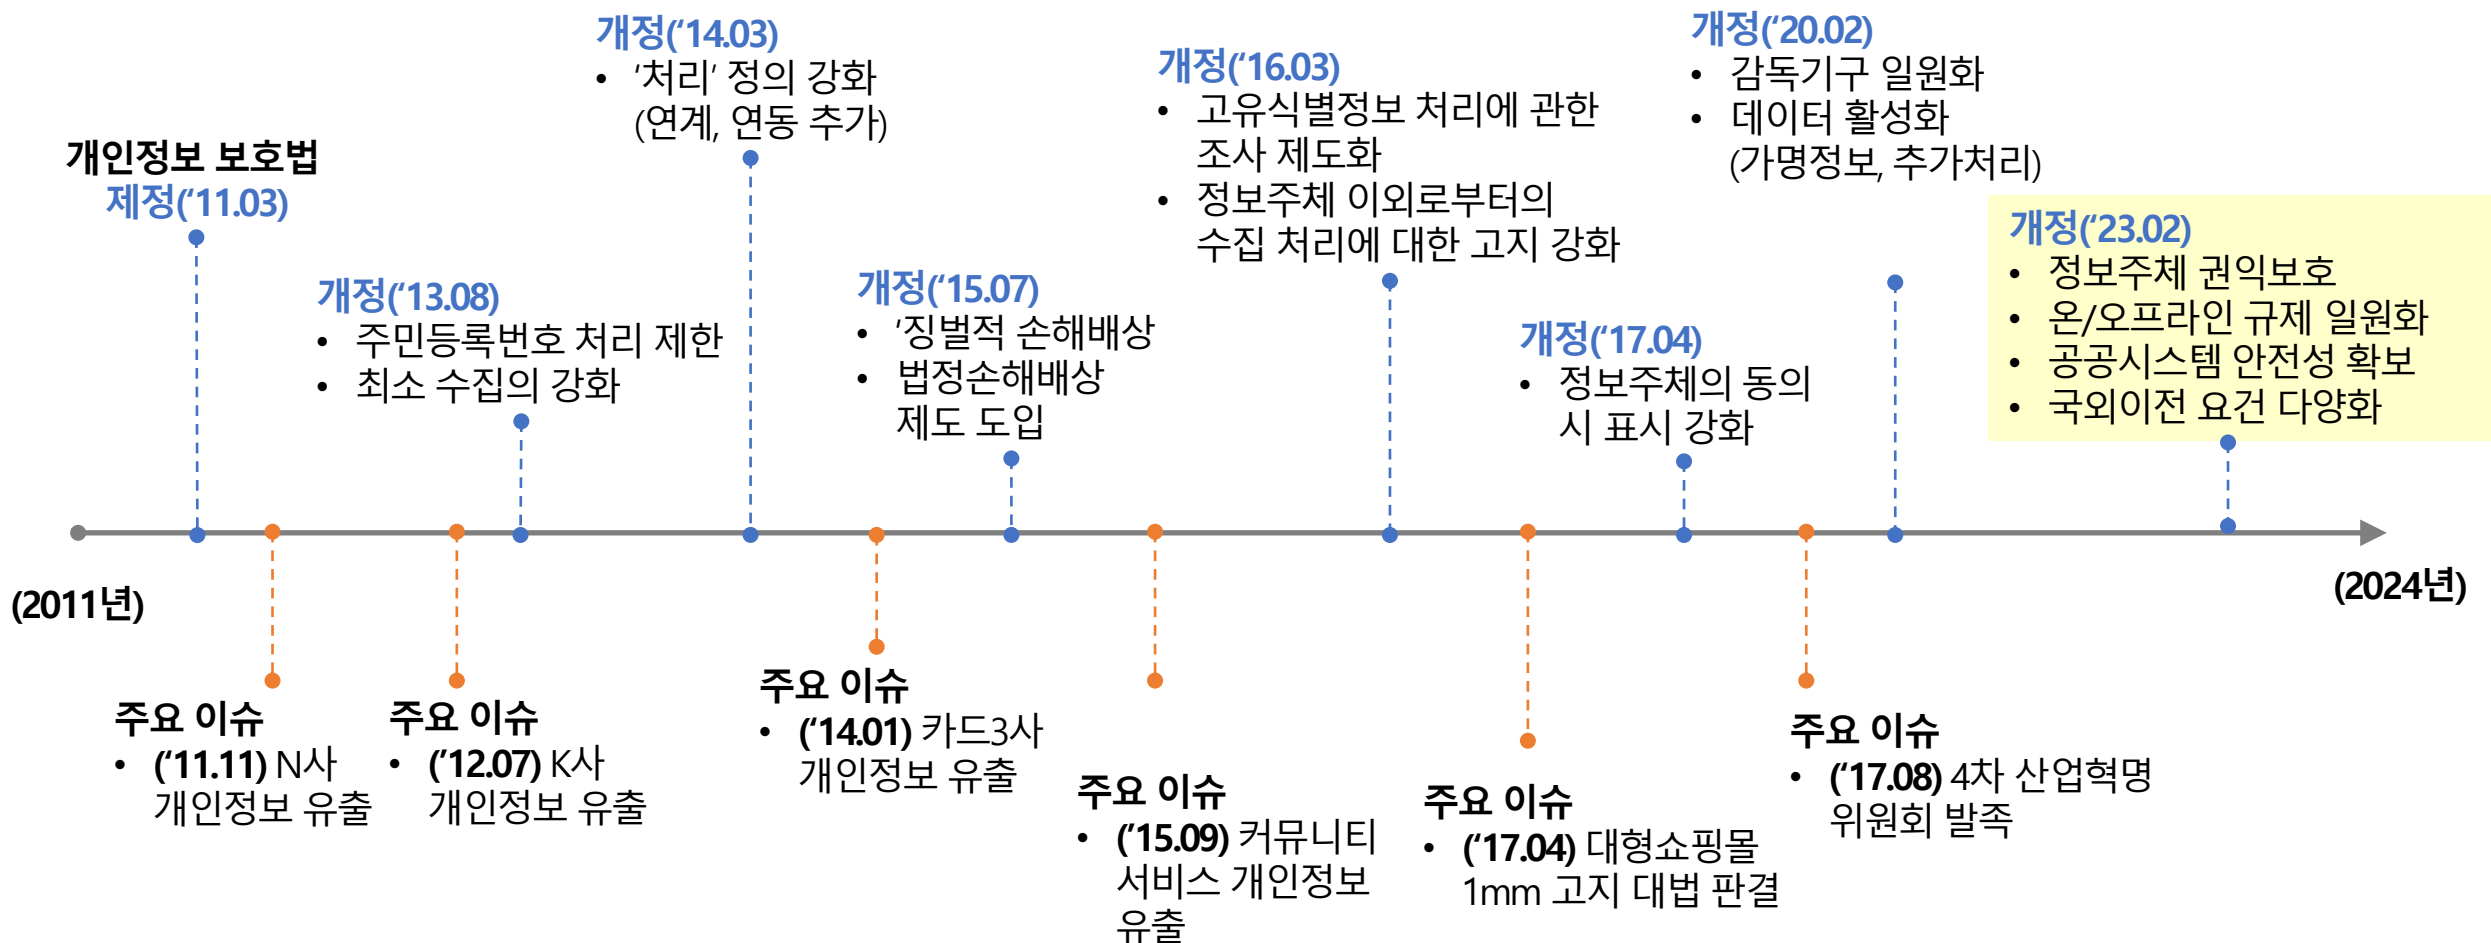 개인정보 보호법
제정(‘11.03)
개정(‘13.08)
• 주민등록번호 처리 제한
• 최소 수집의 강화
개정(‘14.03)
• ‘처리’ 정의 강화
(연계, 연동 추가)
개정(‘15.07)
• ‘징벌적 손해배상
• 법정손해배상
제도 도입
개정(‘16.03)
• 고유식별정보 처리에 관한
조사 제도화
• 정보주체 이외로부터의
수집 처리에 대한 고지 강화
개정(‘17.04)
• 정보주체의 동의
시 표시 강화
개정(‘20.02)
• 감독기구 일원화
• 데이터 활성화
(가명정보, 추가처리)
개정(‘23.02)
• 정보주체 권익보호
• 온/오프라인 규제 일원화
• 공공시스템 안전성 확보
• 국외이전 요건 다양화
(2011년)
(2024년)
주요 이슈
• (‘11.11) N사
개인정보 유출
주요 이슈
• (’12.07) K사
개인정보 유출
주요 이슈
• (‘14.01) 카드3사
개인정보 유출
주요 이슈
• (’15.09) 커뮤니티
서비스 개인정보
유출
주요 이슈
• (‘17.04) 대형쇼핑몰
1mm 고지 대법 판결
주요 이슈
• (‘17.08) 4차 산업혁명
위원회 발족